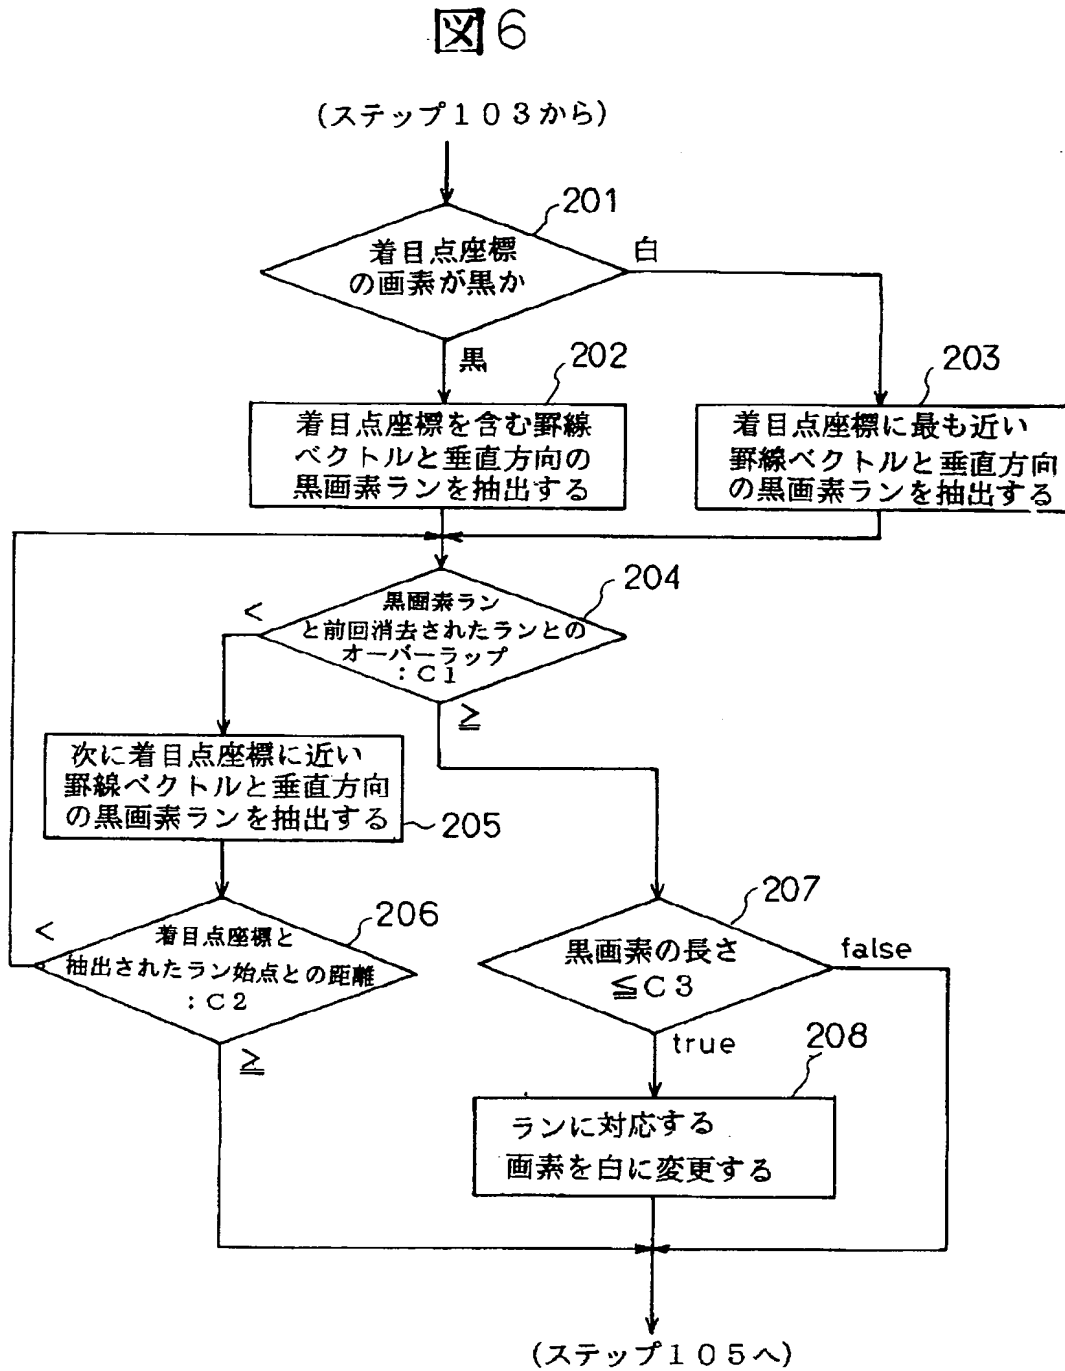 図6
(ステップ103から)
201
着目点座標
の画素が黒か
白
黒
202
着目点座標を含む罫線
ベクトルと垂直方向の
黒画素ランを抽出する
203
着目点座標に最も近い
罫線ベクトルと垂直方向
の黒画素ランを抽出する
204
黒画素ラン
と前回消去されたランとの
オーバーラップ
:C1
<
≧
次に着目点座標に近い
罫線ベクトルと垂直方向
の黒画素ランを抽出する
205
206
着目点座標と
抽出されたラン始点との距離
:C2
<
≧
207
黒画素の長さ
≦C3
false
true
208
ランに対応する
画素を白に変更する
(ステップ105へ)